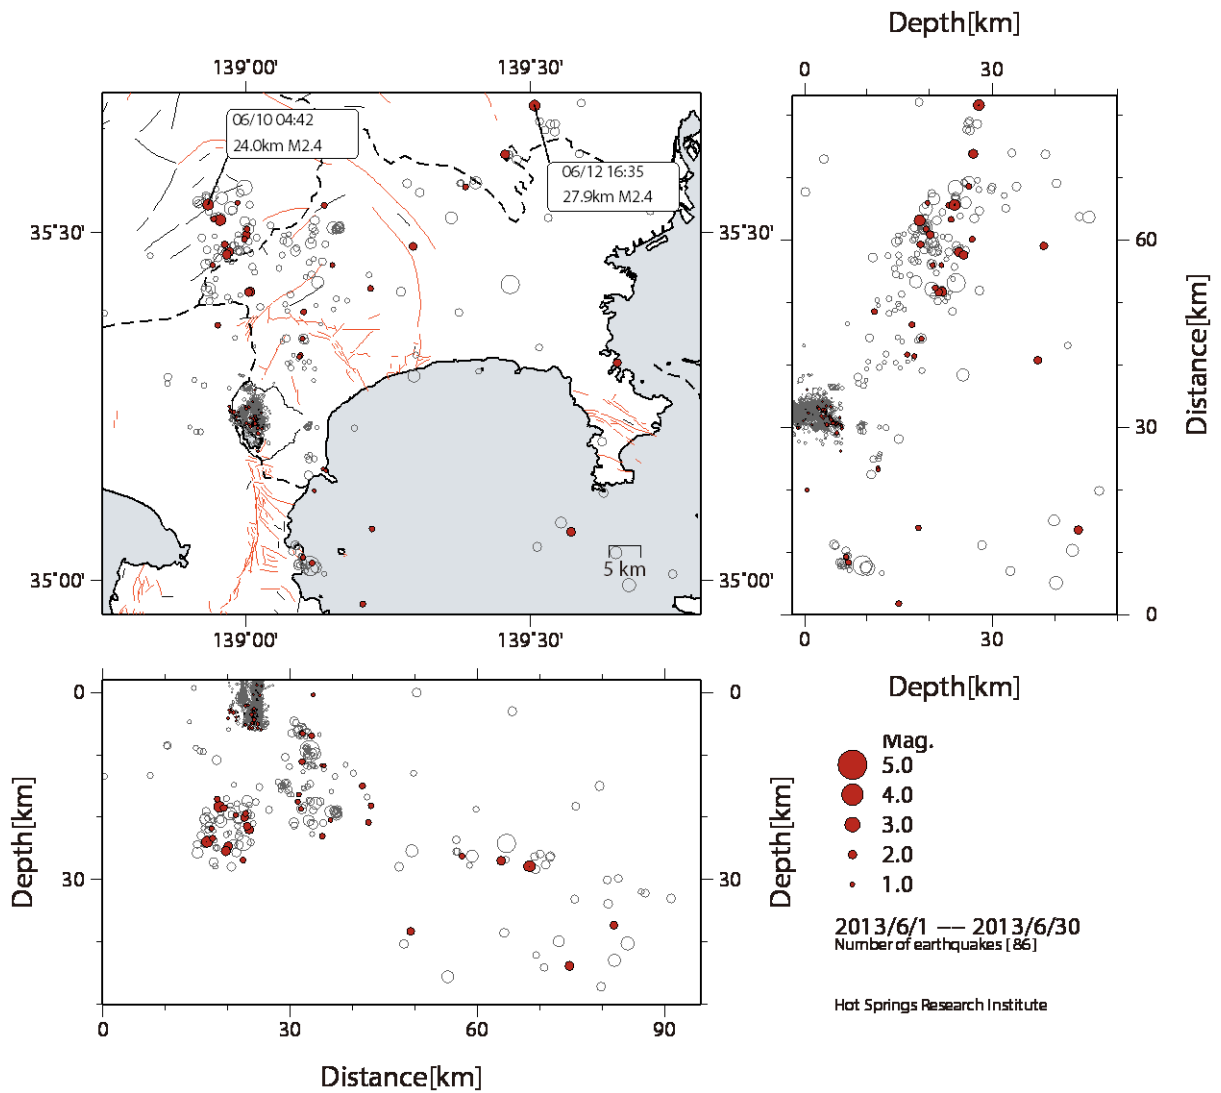 Depth[km]
139°00'
139°30'
0
30
06/10 04:42
24.0km M2.4
06/12 16:35
27.9km M2.4
35°30'
35°00'
5 km
60
30
0
Distance[km]
139°00'
139°30'
0
30
Depth[km]
0
30
0
30
Depth[km]
Depth[km]
0
30
60
90
Distance[km]
Mag.
5.0
4.0
3.0
2.0
1.0
2013/6/1 –– 2013/6/30
Number of earthquakes [ 86]
Hot Springs Research Institute